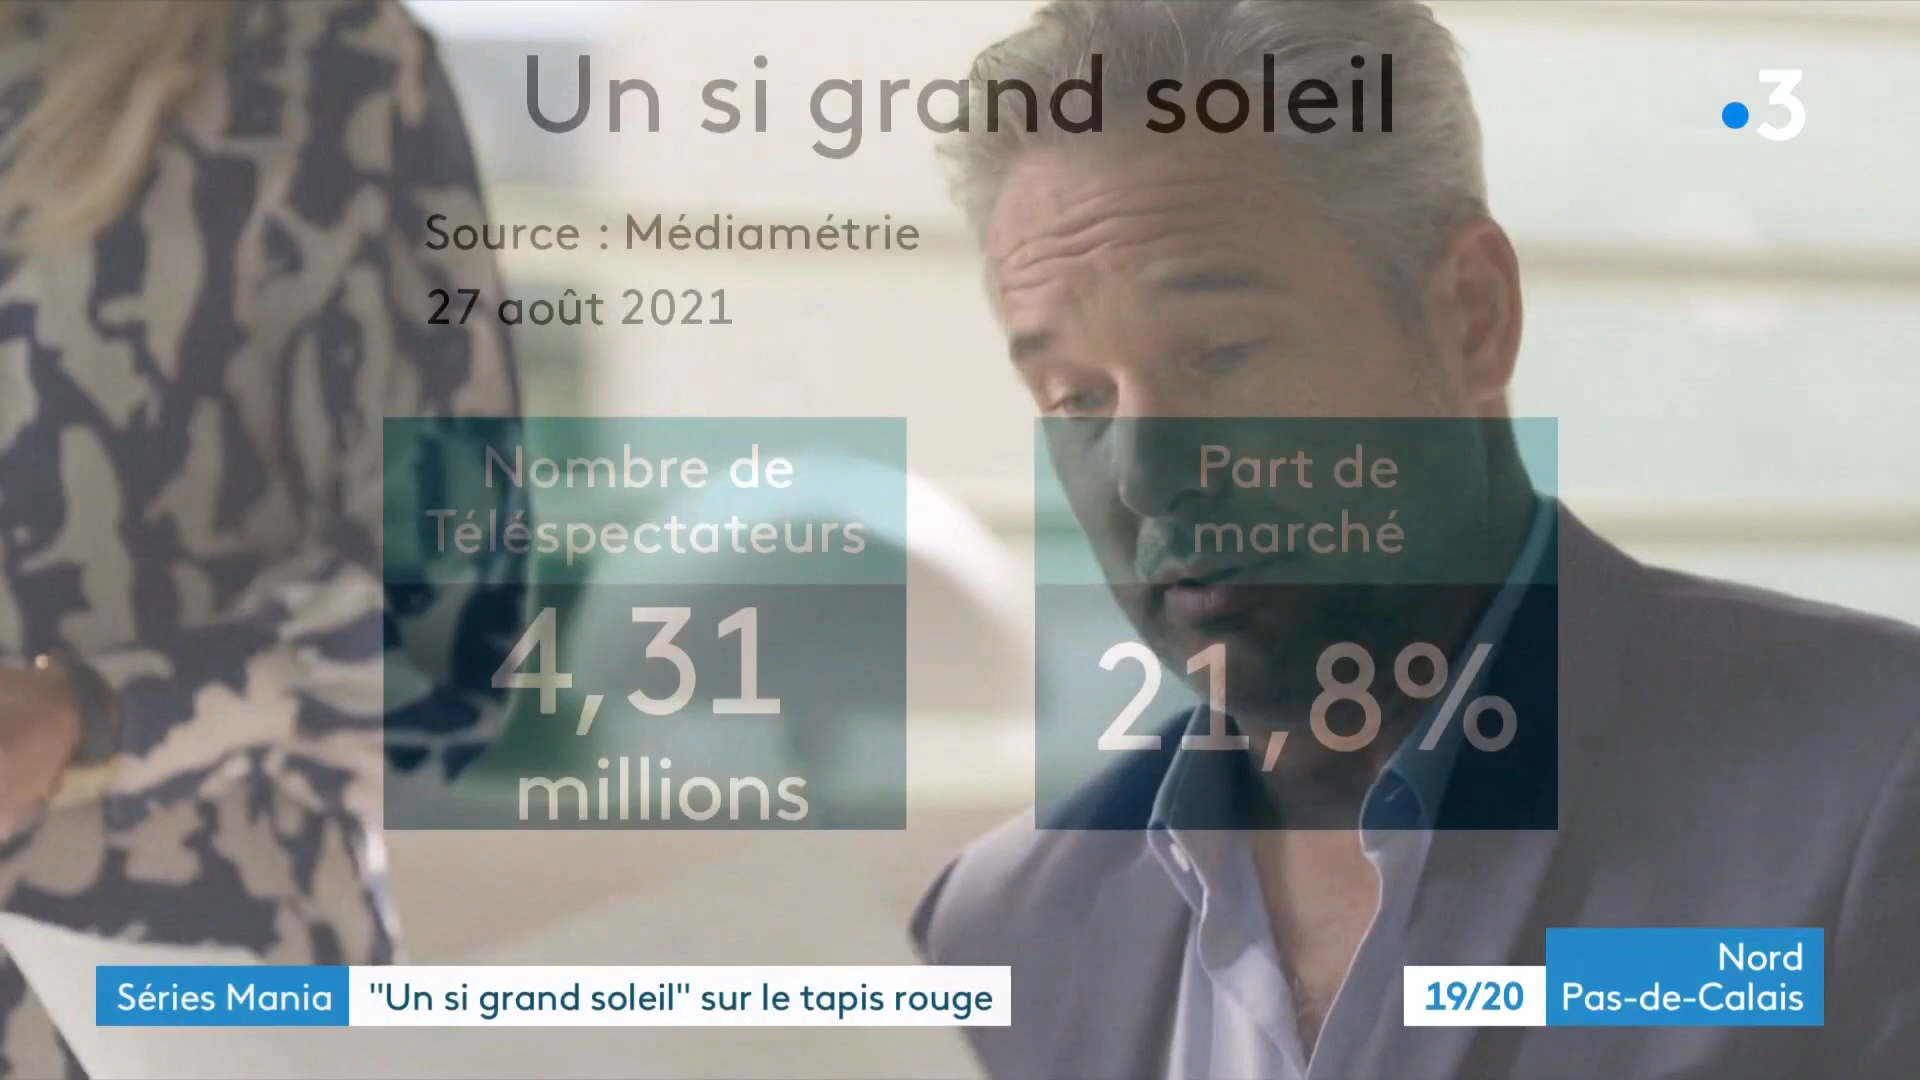 Un si grand soleil
3
Source : Médiamétrie
27 août 2021
Nombre de
Téléspectateurs
4,31
millions
Part de
marché
21,8%
Séries Mania
"Un si grand soleil" sur le tapis rouge
19/20
Nord
Pas-de-Calais